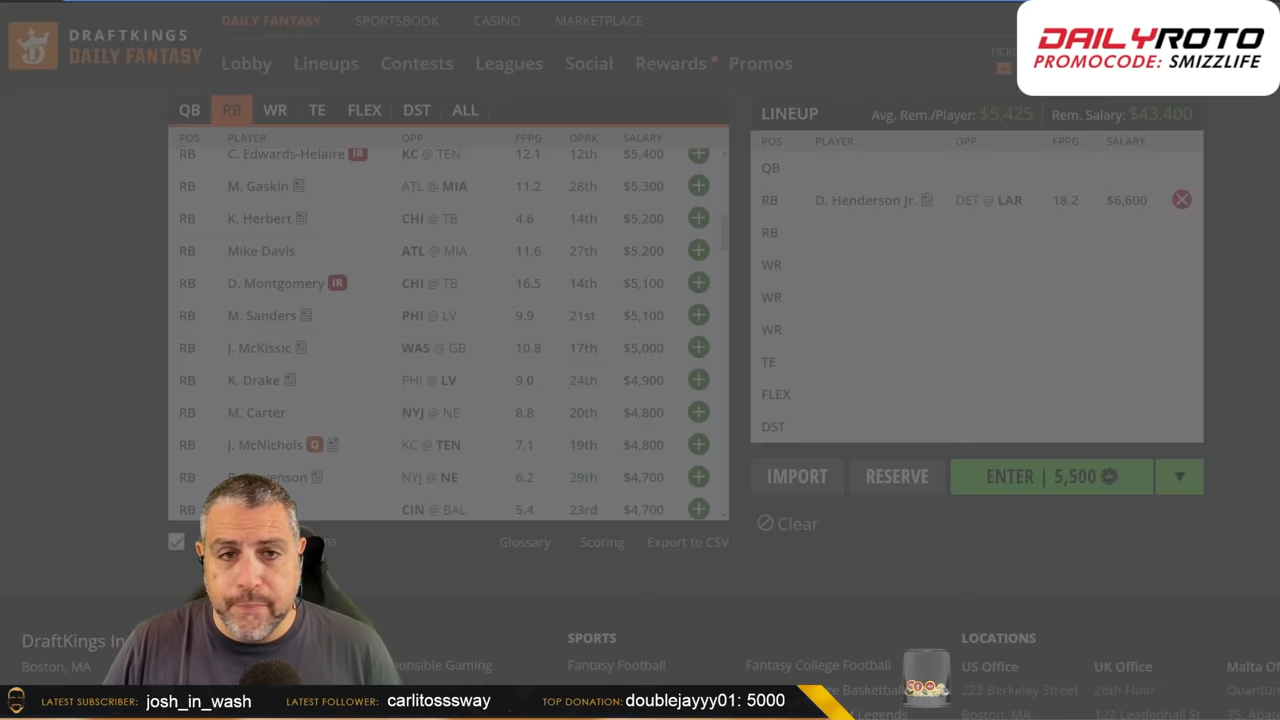 DRAFTKINGS
DAILY FANTASY
DAILY FANTASY SPORTSBOOK CASINO MARKETPLACE
Lobby Lineups Contests Leagues Social Rewards Promos
DAILYROTO
PROMOCODE: SMIZZLIFE
QB RB WR TE FLEX DST ALL
POS PLAYER OPP FPPG OPRK SALARY
RB C. Edwards-Helaire IR KC @ TEN 12.1 12th $5,400
RB M. Gaskin ATL @ MIA 11.2 28th $5,300
RB K. Herbert CHI @ TB 4.6 14th $5,200
RB Mike Davis ATL @ MIA 11.6 27th $5,200
RB D. Montgomery IR CHI @ TB 16.5 14th $5,100
RB M. Sanders PHI @ LV 9.9 21st $5,100
RB J. McKissic WAS @ GB 10.8 17th $5,000
RB K. Drake PHI @ LV 9.0 24th $4,900
RB M. Carter NYJ @ NE 8.8 20th $4,800
RB J. McNichols Q KC @ TEN 7.1 19th $4,800
RB NYJ @ NE 6.2 29th $4,700
RB CIN @ BAL 5.4 23rd $4,700
Glossary Scoring Export to CSV
LINEUP Avg. Rem./Player: $5,425 Rem. Salary: $43,400
POS PLAYER OPP FPPG SALARY
QB
RB D. Henderson Jr. DET @ LAR 18.2 $6,600
RB
WR
WR
WR
TE
FLEX
DST
IMPORT RESERVE ENTER | 5,500
Clear
DraftKings In
Boston, MA
SPORTS
Fantasy Football Fantasy College Football
LOCATIONS
US Office UK Office Malta O
222 Berkeley Street 26th Floor
Boston, MA
LATEST SUBSCRIBER: josh_in_wash LATEST FOLLOWER: carlitosssway TOP DONATION: doublejayyy01: 5000